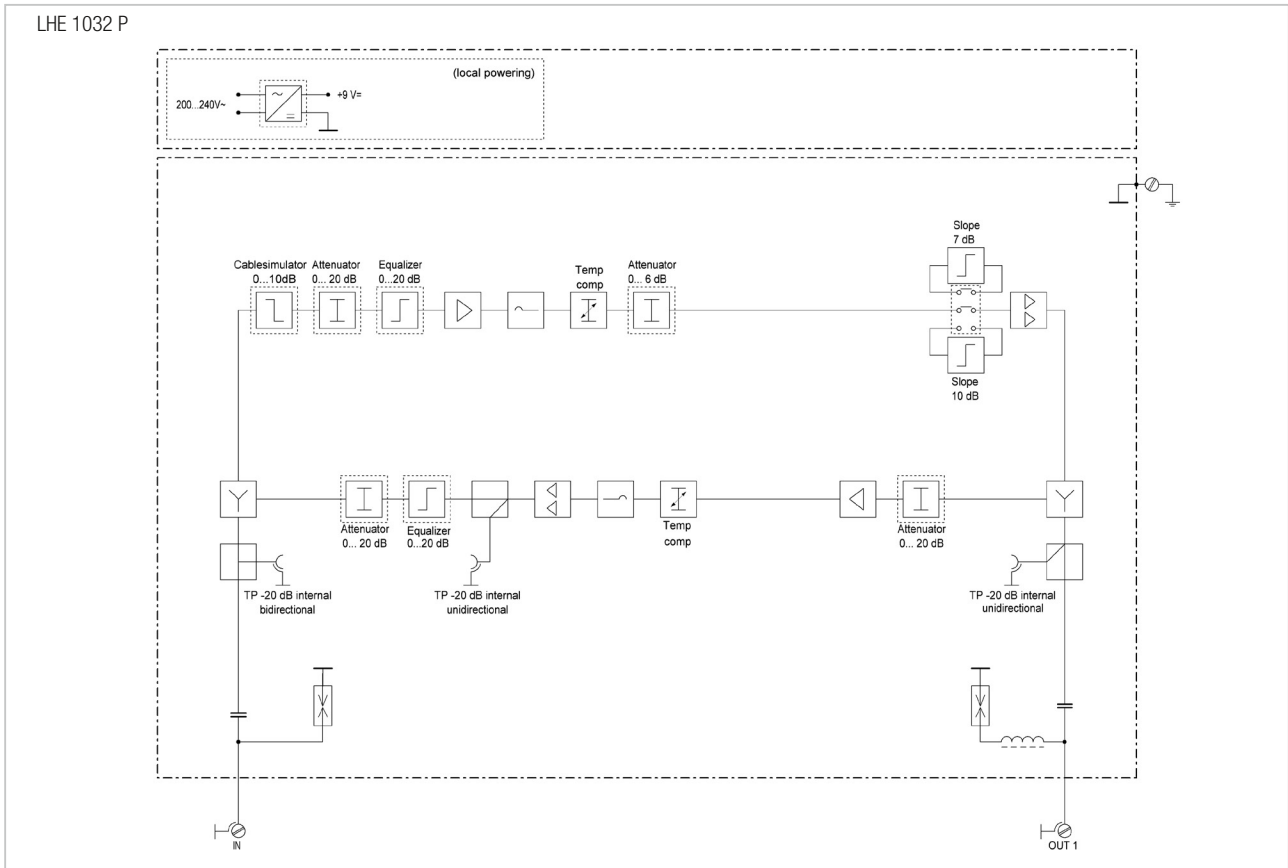 LHE 1032 P
(local powering)
200...240V~
+9 V=
Slope
7 dB
Cablesimulator
0...10dB
Attenuator
0... 20 dB
Equalizer
0...20 dB
Temp
comp
Attenuator
0... 6 dB
Slope
10 dB
Attenuator
0... 20 dB
Equalizer
0...20 dB
Temp
comp
Attenuator
0... 20 dB
TP -20 dB internal
bidirectional
TP -20 dB internal
unidirectional
TP -20 dB internal
unidirectional
IN
OUT 1